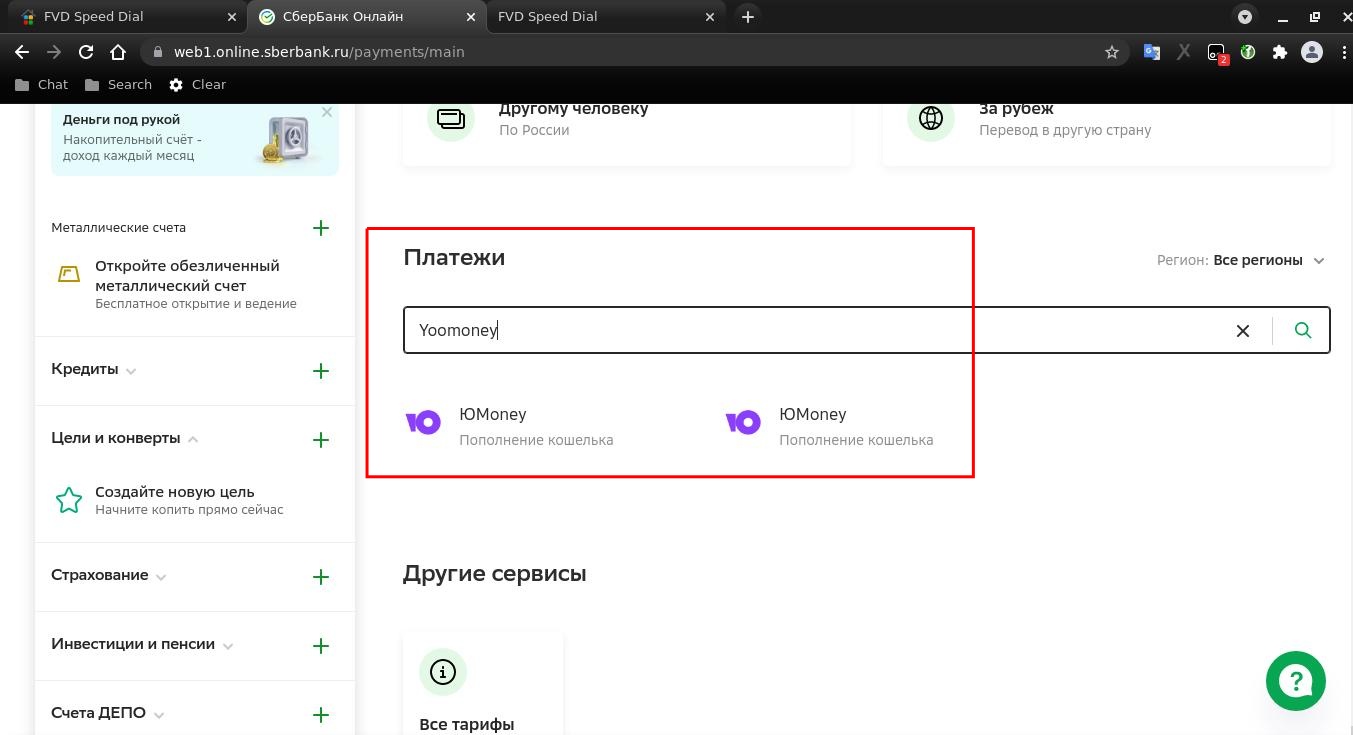 FVD Speed Dial
СберБанк Онлайн
FVD Speed Dial
web1.online.sberbank.ru/payments/main
2
Chat
Search
Clear
Деньги под рукой
Накопительный счёт -
доход каждый месяц
Металлические счета
Откройте обезличенный
металлический счет
Бесплатное открытие и ведение
Кредиты
Цели и конверты
Создайте новую цель
Начните копить прямо сейчас
Страхование
Инвестиции и пенсии
Счета ДЕПО
Другому человеку
По России
За рубеж
Перевод в другую страну
Платежи
Регион: Все регионы
Yoomoney
ЮMoney
Пополнение кошелька
ЮMoney
Пополнение кошелька
Другие сервисы
Все тарифы